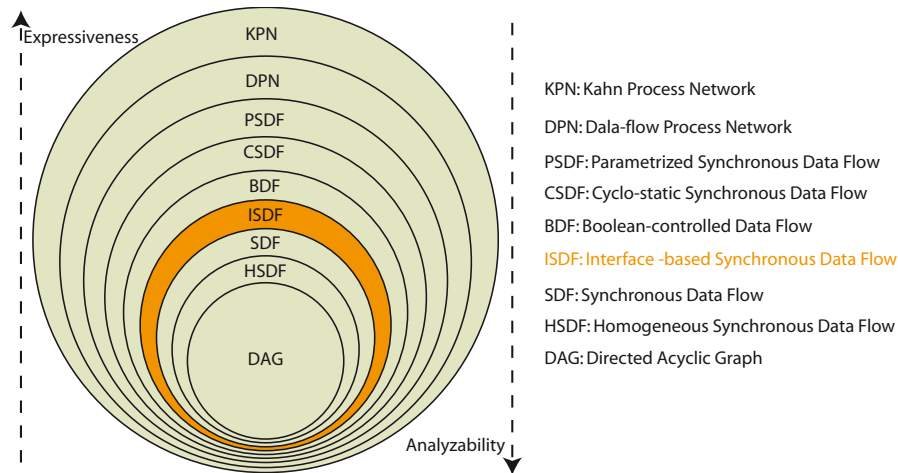 Expressiveness
KPN
DPN
PSDF
CSDF
BDF
ISDF
SDF
HSDF
DAG
Analyzability
KPN: Kahn Process Network
DPN: Dala-flow Process Network
PSDF: Parametrized Synchronous Data Flow
CSDF: Cyclo-static Synchronous Data Flow
BDF: Boolean-controlled Data Flow
ISDF: Interface -based Synchronous Data Flow
SDF: Synchronous Data Flow
HSDF: Homogeneous Synchronous Data Flow
DAG: Directed Acyclic Graph